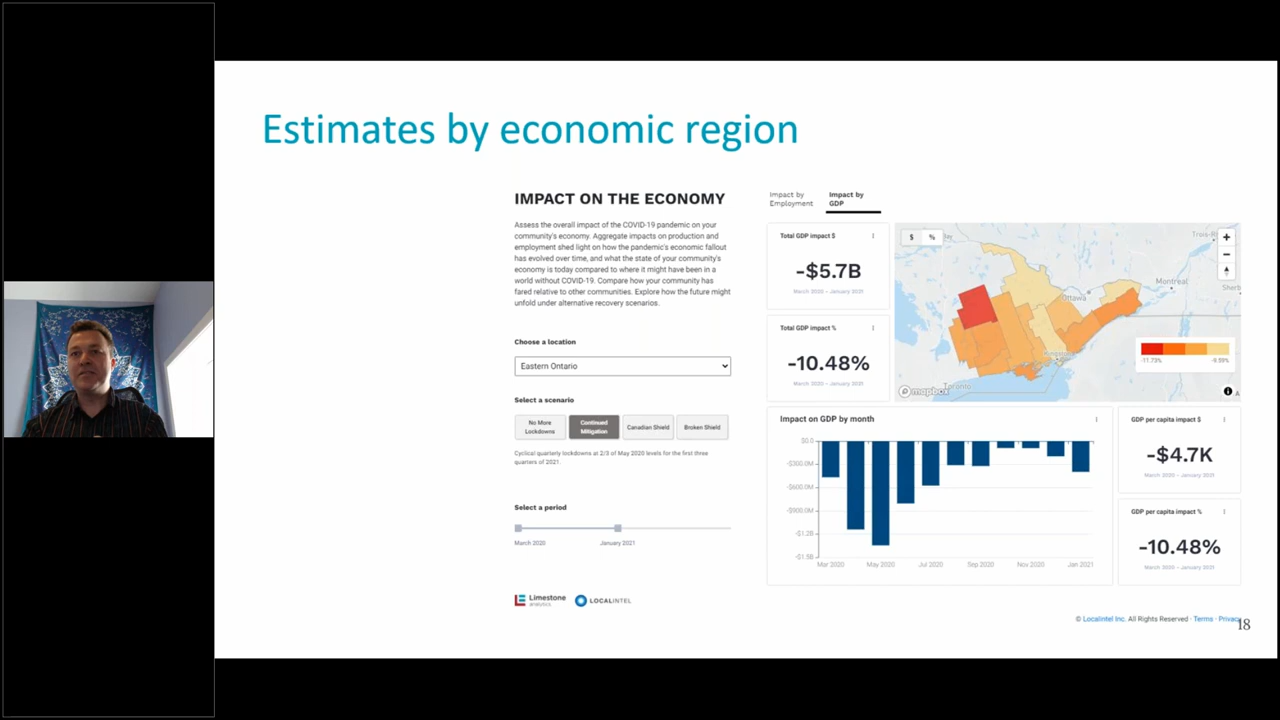 Estimates by economic region
IMPACT ON THE ECONOMY
Assess the overall impact of the COVID-19 pandemic on your
community's economy. Aggregate impacts on production and
employment shed light on how the pandemic's economic fallout
has evolved over time, and what the state of your community's
economy is today compared to where it might have been in a
world without COVID-19. Compare how your community has
fared relative to other communities. Explore how the future might
unfold under alternative recovery scenarios.
Choose a location
Eastern Ontario
Select a scenario
No More
Lockdowns
Continued
Mitigation
Canadian Shield
Broken Shield
Cyclical quarterly lockdowns at 2/3 of May 2020 levels for the first three
quarters of 2021.
Select a period
March 2020
January 2021
Limestone
analytics
LOCALINTEL
Impact by
Employment
Impact by
GDP
Total GDP impact $
-$5.7B
March 2020 - January 2021
Total GDP impact %
-10.48%
March 2020 - January 2021
$ %
Bay
Trois-R
Montreal
Sherb
Ottawa
Kingston
Toronto
-11.73%
-9.59%
mapbox
Impact on GDP by month
$0.0
-$300.0M
-$600.0M
-$900.0M
-$1.2B
-$1.5B
Mar 2020
May 2020
Jul 2020
Sep 2020
Nov 2020
Jan 2021
GDP per capita impact $
-$4.7K
March 2020 - January 2021
GDP per capita impact %
-10.48%
March 2020 - January 2021
© Localintel Inc. All Rights Reserved · Terms · Privacy
18